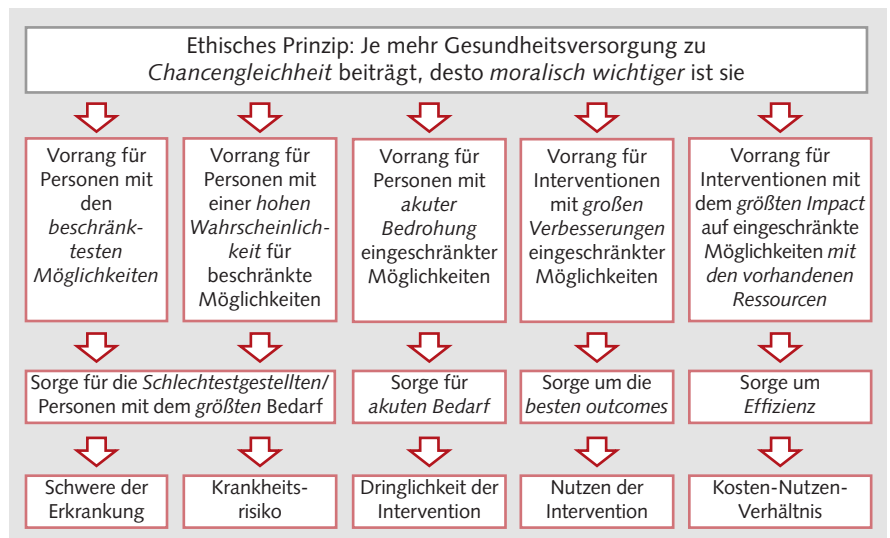 Ethisches Prinzip: Je mehr Gesundheitsversorgung zu
Chancengleichheit beiträgt, desto moralisch wichtiger ist sie
Vorrang für
Personen mit
den
beschränk-
testen
Möglichkeiten
Vorrang für
Personen mit
einer hohen
Wahrscheinlich-
keit für
beschränkte
Möglichkeiten
Vorrang für
Personen mit
akuter
Bedrohung
eingeschränkter
Möglichkeiten
Vorrang für
Interventionen
mit großen
Verbesserungen
eingeschränkter
Möglichkeiten
Vorrang für
Interventionen mit
dem größten Impact
auf eingeschränkte
Möglichkeiten mit
den vorhandenen
Ressourcen
Sorge für die Schlechtestgestellten/
Personen mit dem größten Bedarf
Sorge für
akuten Bedarf
Sorge um die
besten outcomes
Sorge um
Effizienz
Schwere der
Erkrankung
Krankheits-
risiko
Dringlichkeit der
Intervention
Nutzen der
Intervention
Kosten-Nutzen-
Verhältnis